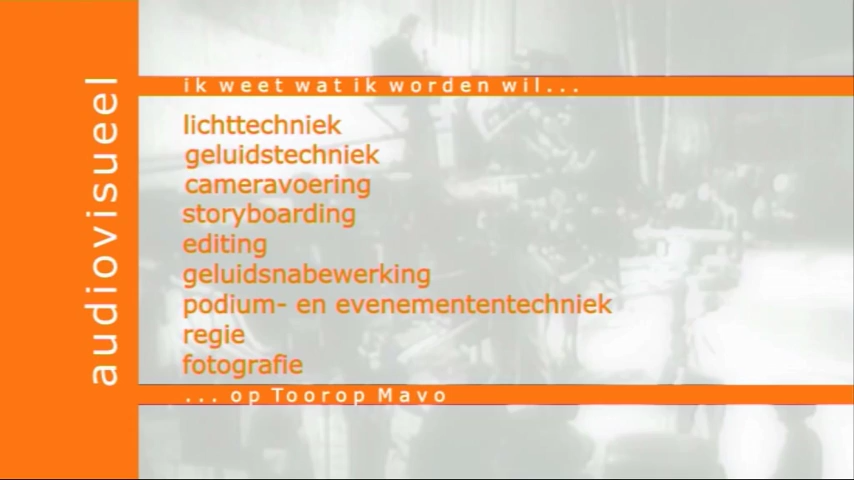 audiovisueel
ik weet wat ik worden wil...
lichttechniek
geluidstechniek
cameravoering
storyboarding
editing
geluidsnabewerking
podium- en evenemententechniek
regie
fotografie
... op Toorop Mavo